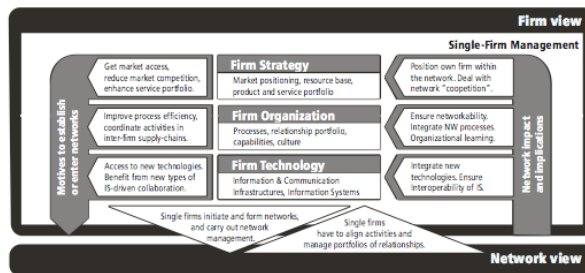 Firm view
Single-Firm Management
Motives to establish
or enter networks
Get market access,
reduce market competition,
enhance service portfolio.
Firm Strategy
Market positioning, resource base,
product and service portfolio
Position own firm within
the network. Deal with
network “coopetition”.
Improve process efficiency,
coordinate activities in
inter-firm supply-chains.
Firm Organization
Processes, relationship portfolio,
capabilities, culture
Ensure networkability.
Integrate NW processes.
Organizational learning.
Access to new technologies.
Benefit from new types of
IS-driven collaboration.
Firm Technology
Information & Communication
Infrastructures, Information Systems
Integrate new
technologies. Ensure
Interoperability of IS.
Network impact
and implications
Single firms initiate and form networks,
and carry out network
management.
Single firms
have to align activities and
manage portfolios of relationships.
Network view